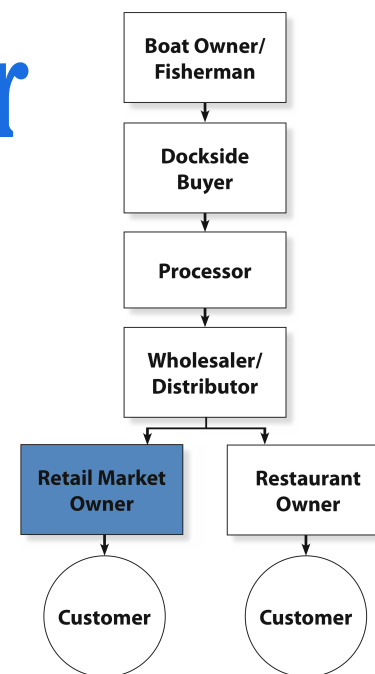 r
Boat Owner/
Fisherman
Dockside
Buyer
Processor
Wholesaler/
Distributor
Retail Market
Owner
Restaurant
Owner
Customer
Customer